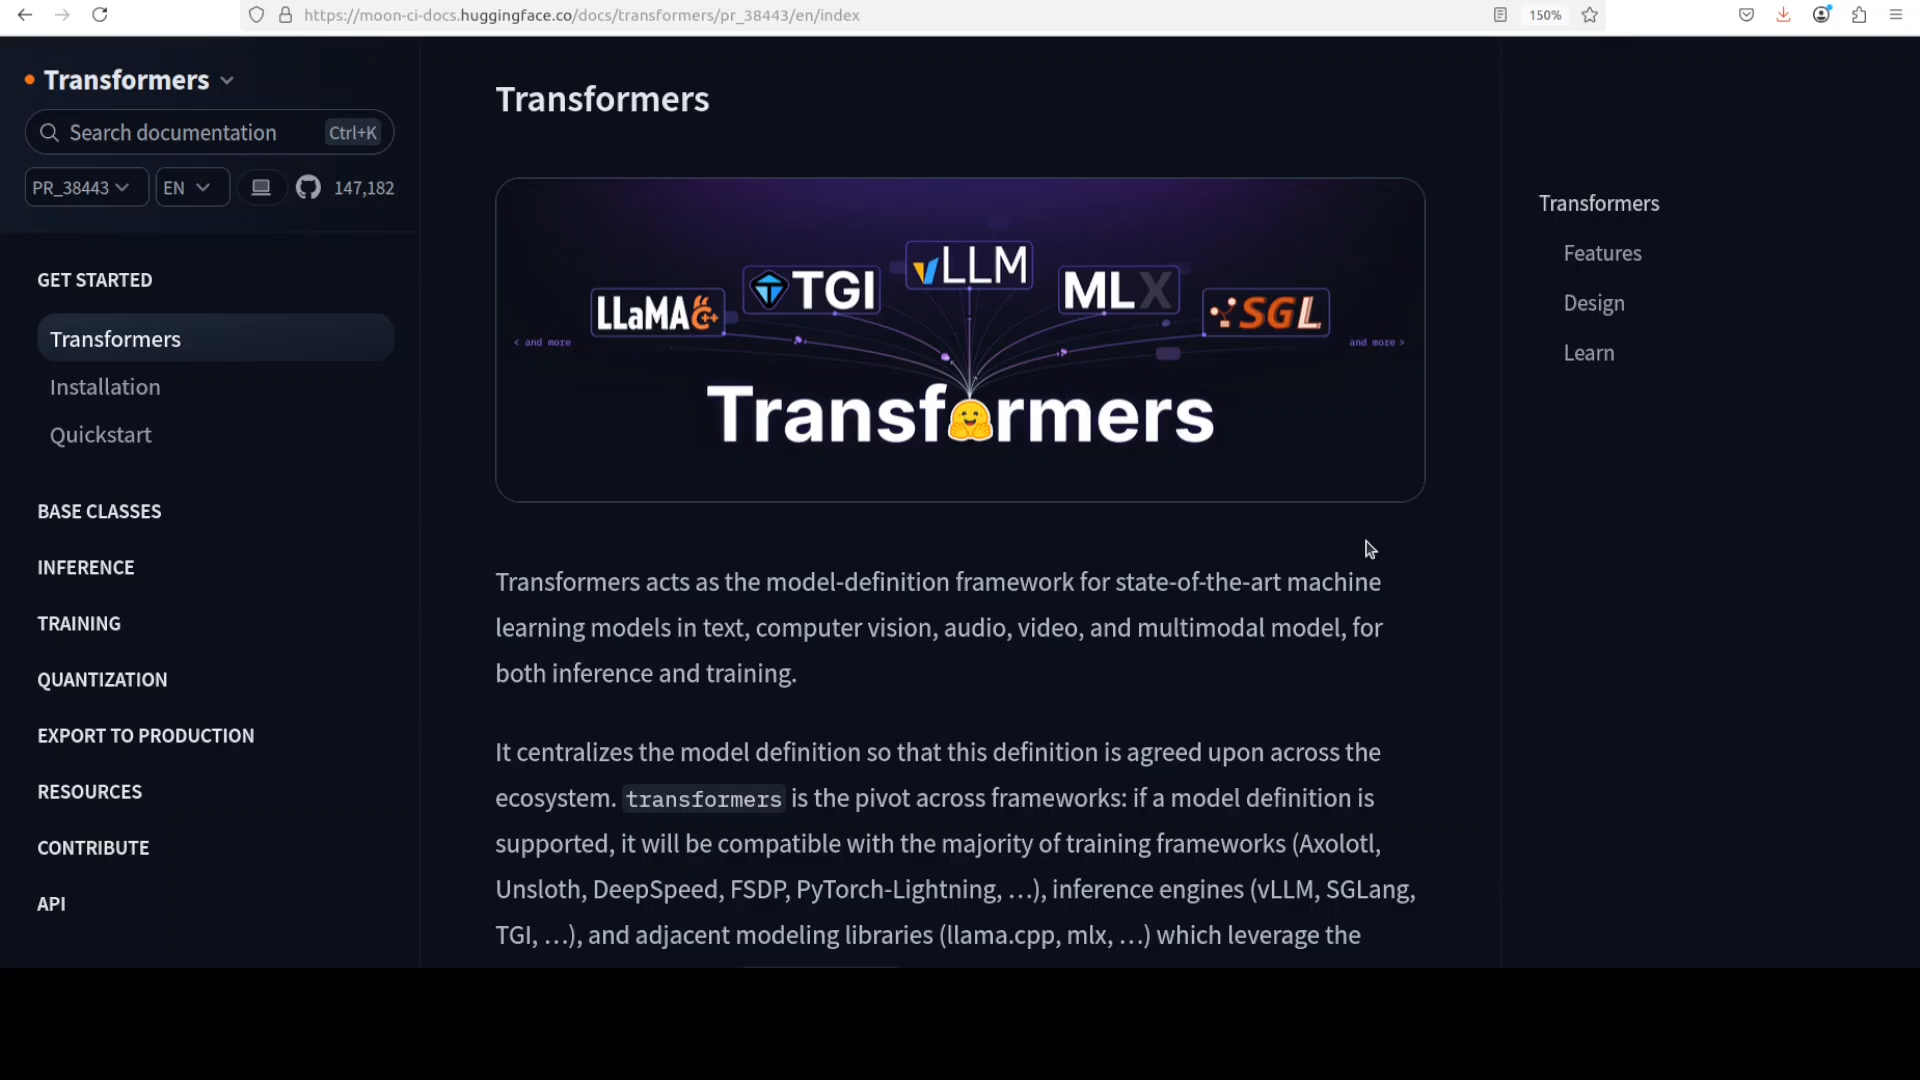 https://moon-ci-docs.huggingface.co/docs/transformers/pr_38443/en/index
150%
Transformers
Search documentation
Ctrl+K
PR_38443
EN
147,182
GET STARTED
Transformers
Installation
Quickstart
BASE CLASSES
INFERENCE
TRAINING
QUANTIZATION
EXPORT TO PRODUCTION
RESOURCES
CONTRIBUTE
API
Transformers
LLaMA C++
TGI
vLLM
MLX
SGL
< and more
and more >
Transformers
Transformers acts as the model-definition framework for state-of-the-art machine
learning models in text, computer vision, audio, video, and multimodal model, for
both inference and training.
It centralizes the model definition so that this definition is agreed upon across the
ecosystem. transformers is the pivot across frameworks: if a model definition is
supported, it will be compatible with the majority of training frameworks (Axolotl,
Unsloth, DeepSpeed, FSDP, PyTorch-Lightning, …), inference engines (vLLM, SGLang,
TGI, …), and adjacent modeling libraries (llama.cpp, mlx, …) which leverage the
Transformers
Features
Design
Learn